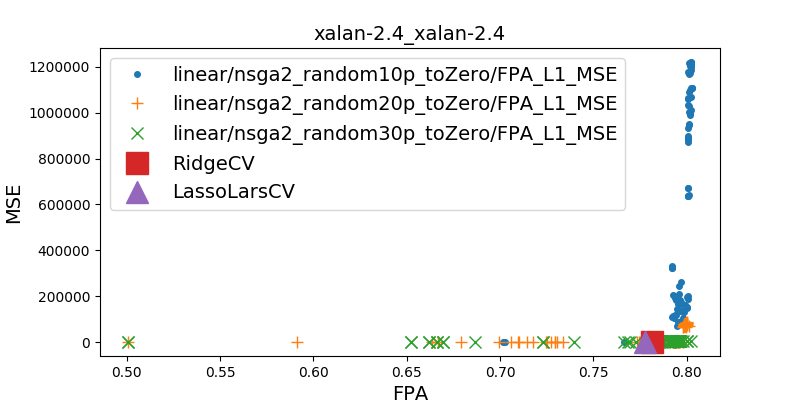 xalan-2.4_xalan-2.4
linear/nsga2_random10p_toZero/FPA_L1_MSE
linear/nsga2_random20p_toZero/FPA_L1_MSE
linear/nsga2_random30p_toZero/FPA_L1_MSE
RidgeCV
LassoLarsCV
MSE
1200000
1000000
800000
600000
400000
200000
0
0.50 0.55 0.60 0.65 0.70 0.75 0.80
FPA